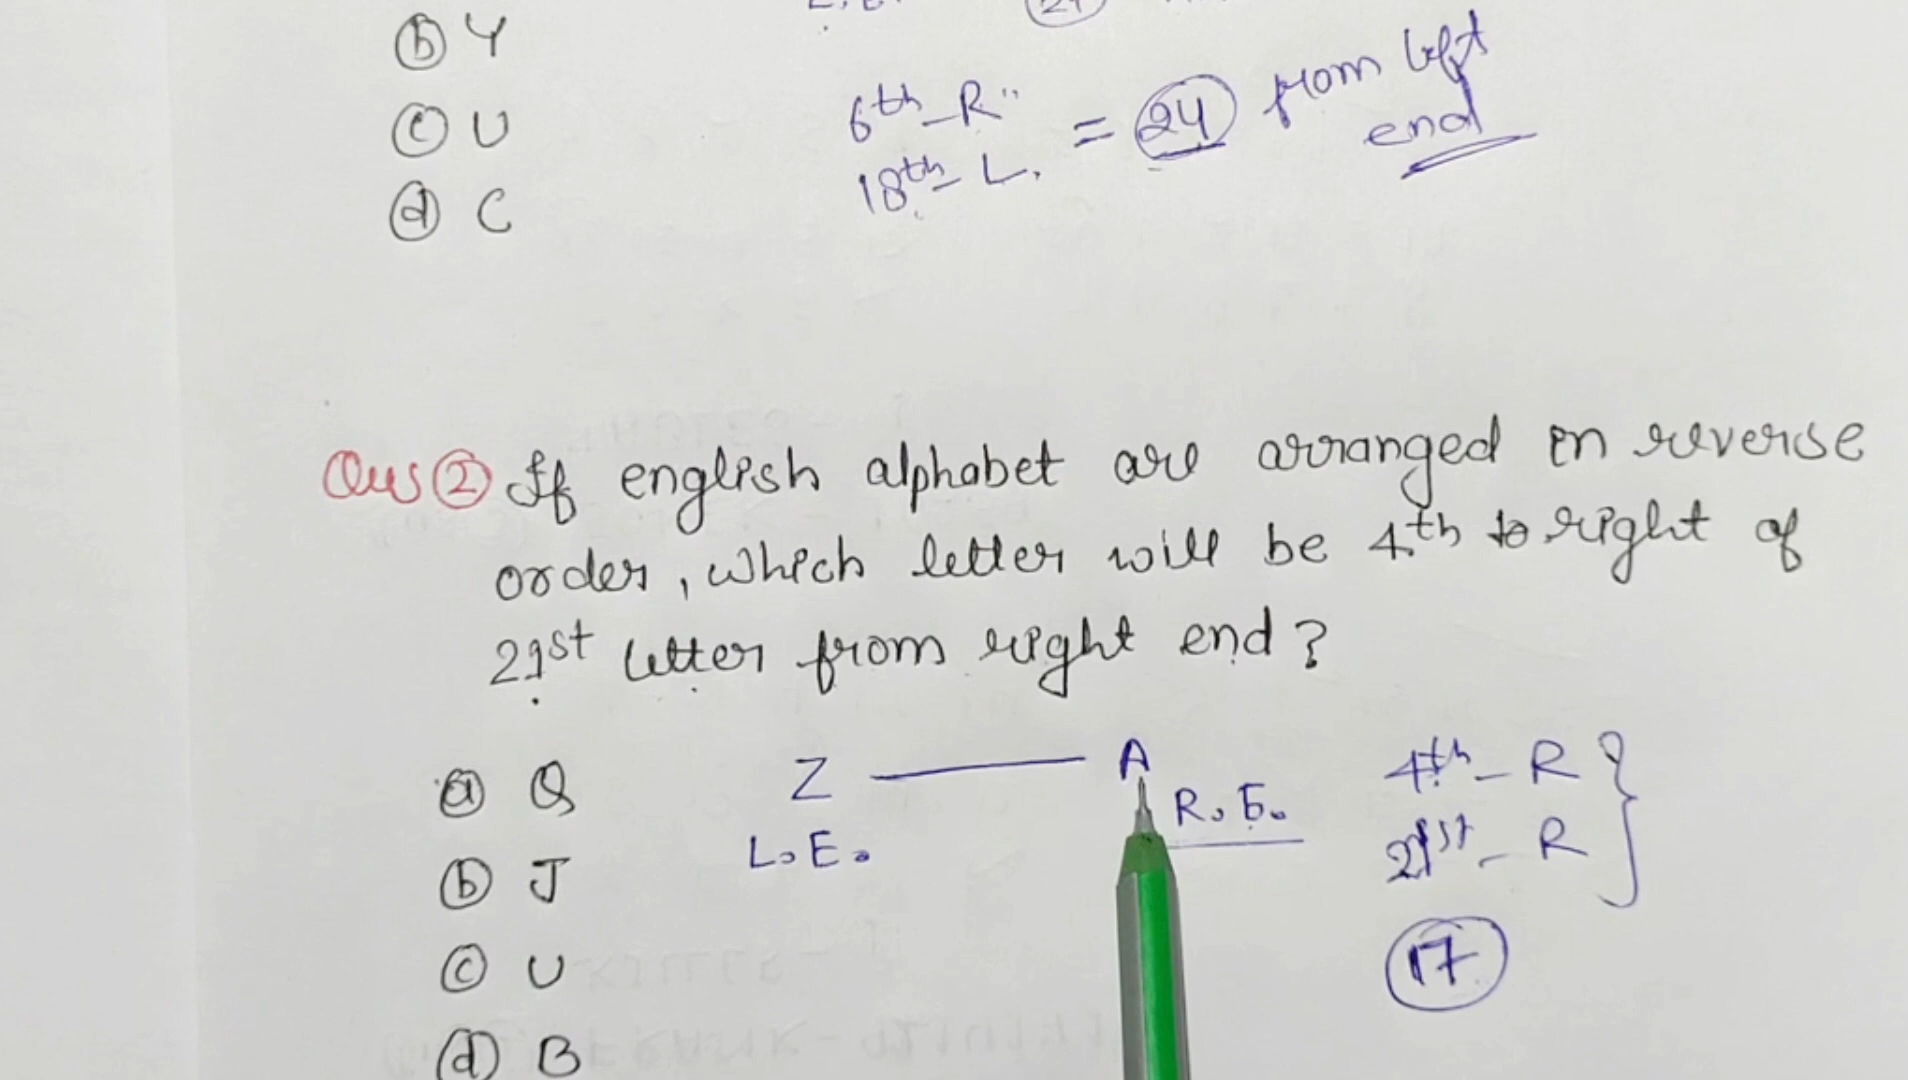 (b) Y
(c) U
(d) C
6th - R
18th - L.
= 24 from left
end
Ques (2) If english alphabet are arranged in reverse
order, which letter will be 4th to right of
21st letter from right end?
(a) Q
(b) J
(c) U
(d) B
Z — A
L.E.
R.E.
4th - R
21st - R
17